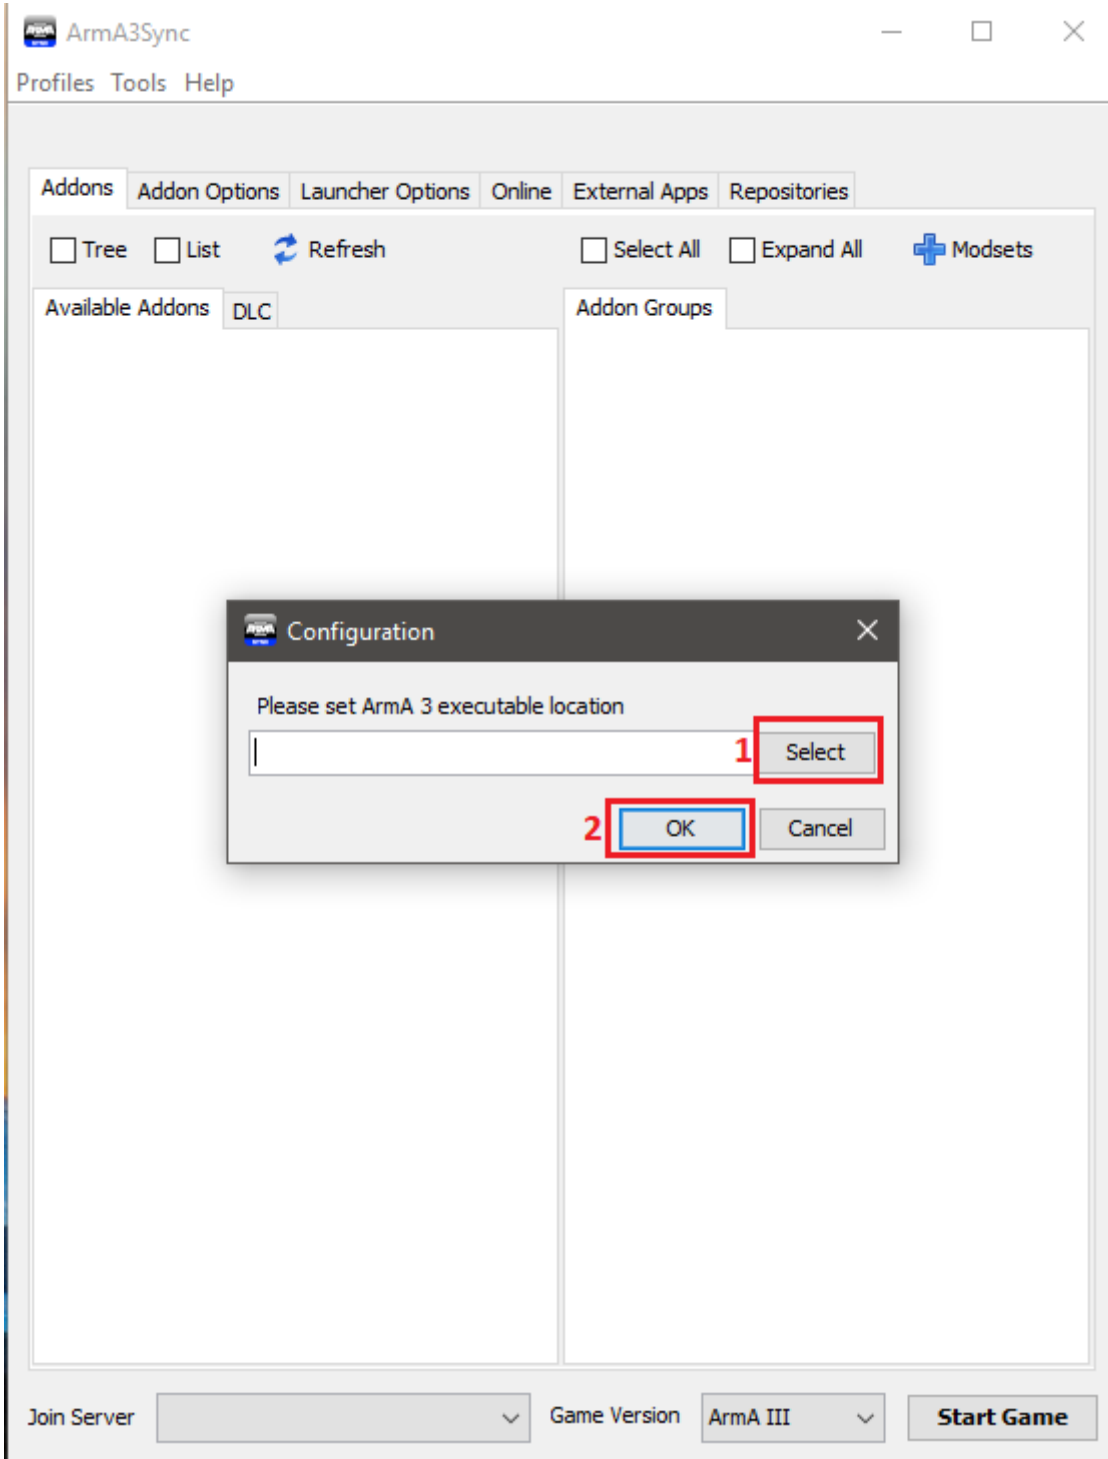 ArmA3Sync
Profiles Tools Help
Addons Addon Options Launcher Options Online External Apps Repositories
Tree List Refresh Select All Expand All Modsets
Available Addons DLC Addon Groups
Configuration
Please set ArmA 3 executable location
1 Select
2 OK Cancel
Join Server Game Version ArmA III Start Game